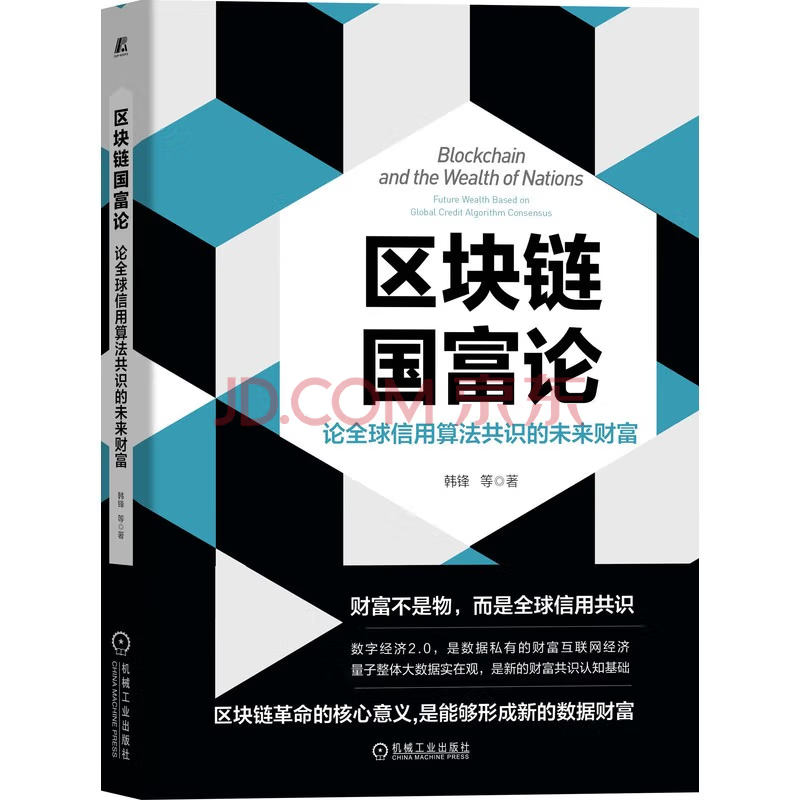 Blockchain
and the Wealth of Nations
Future Wealth Based on
Global Credit Algorithm Consensus
区块链
国富论
JD.COM 京东
论全球信用算法共识的未来财富
韩锋 等◎著
财富不是物，而是全球信用共识
数字经济2.0，是数据私有的财富互联网经济
量子整体大数据实在观，是新的财富共识认知基础
区块链革命的核心意义,是能够形成新的数据财富
机械工业出版社
CHINA MACHINE PRESS
区块链国富论
论全球信用算法共识的未来财富
韩锋 等◎著
机械工业出版社
CHINA MACHINE PRESS